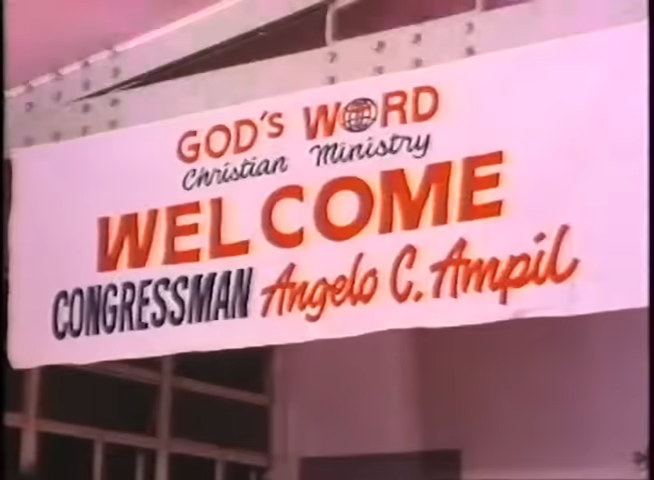 GOD'S WORD
Christian Ministry
WELCOME
CONGRESSMAN Angelo C. Ampil